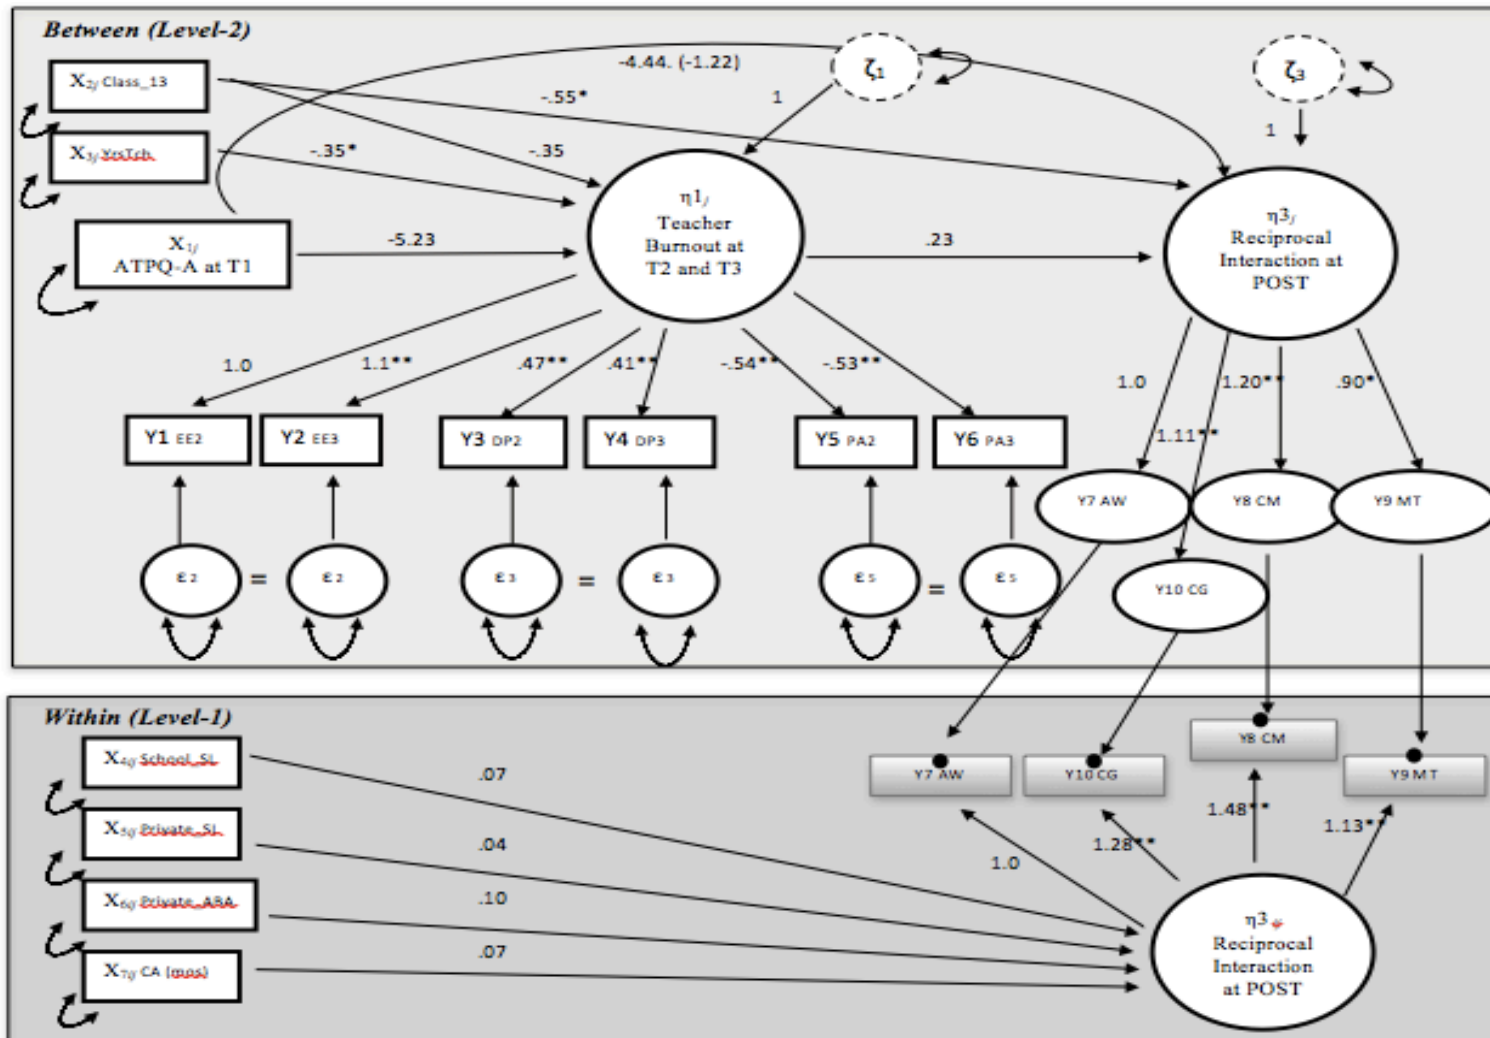 Between (Level-2)
X2j Class_13
X3j YrsTch
X1j
ATPQ-A at T1
-4.44. (-1.22)
ζ1
ζ3
1
1
-.55*
-.35*
-.35
-5.23
η1j
Teacher
Burnout at
T2 and T3
.23
η3j
Reciprocal
Interaction at
POST
1.0
1.1**
.47**
.41**
-.54**
-.53**
1.0
1.11**
1.20**
.90*
Y1 EE2
Y2 EE3
Y3 DP2
Y4 DP3
Y5 PA2
Y6 PA3
Y7 AW
Y8 CM
Y9 MT
Y10 CG
ε2
=
ε2
ε3
=
ε3
ε5
=
ε5
Within (Level-1)
X4ij School_SL
X5ij Private_SL
X6ij Private_ABA
X7ij CA (mos)
.07
.04
.10
.07
Y7 AW
Y10 CG
Y8 CM
Y9 MT
1.0
1.28**
1.48**
1.13**
η3ij
Reciprocal
Interaction
at POST